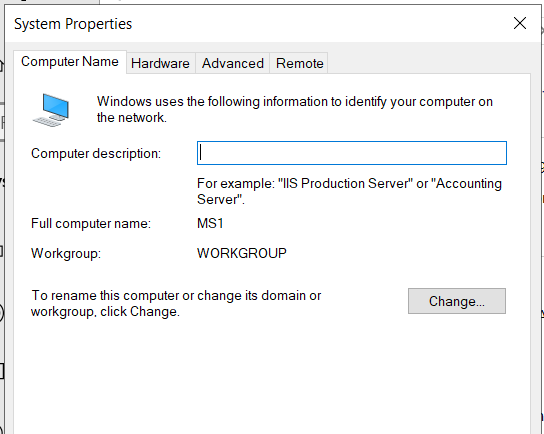 System Properties
Computer Name
Hardware
Advanced
Remote
Windows uses the following information to identify your computer on
the network.
Computer description:
For example: "IIS Production Server" or "Accounting
Server".
Full computer name:
MS1
Workgroup:
WORKGROUP
To rename this computer or change its domain or
workgroup, click Change.
Change...